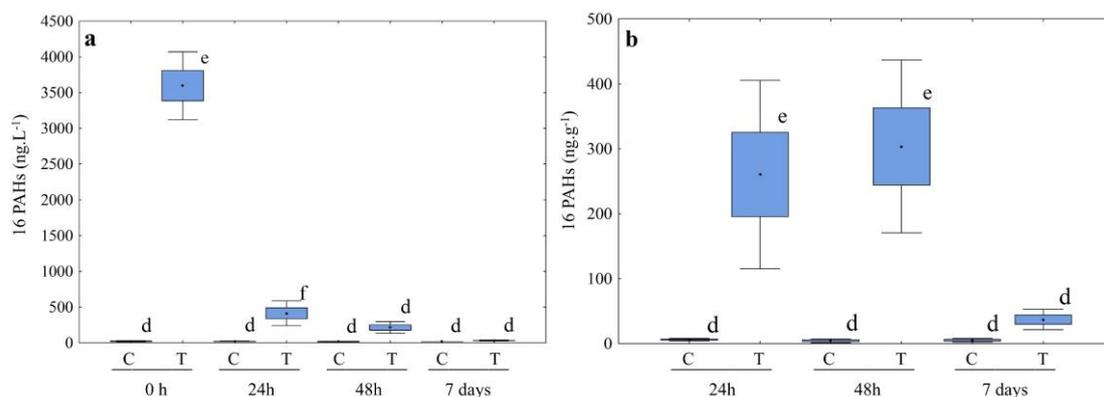 a
16 PAHs (ng.L-1)
4500
4000
3500
3000
2500
2000
1500
1000
500
0
e
d
d
f
d
d
d
d
C T C T C T C T
0 h 24h 48h 7 days
b
16 PAHs (ng.g-1)
500
400
300
200
100
0
e
e
d
d
d
d
C T C T C T
24h 48h 7 days